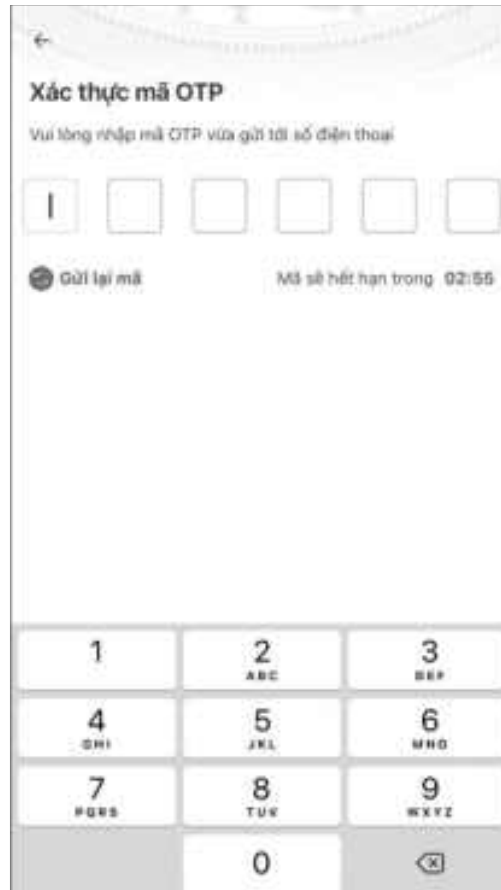 Xác thực mã OTP
Vui lòng nhập mã OTP vừa gửi tới số điện thoại
Gửi lại mã
Mã sẽ hết hạn trong 02:55
1
2
ABC
3
DEF
4
GHI
5
JKL
6
MNO
7
PQRS
8
TUV
9
WXYZ
0